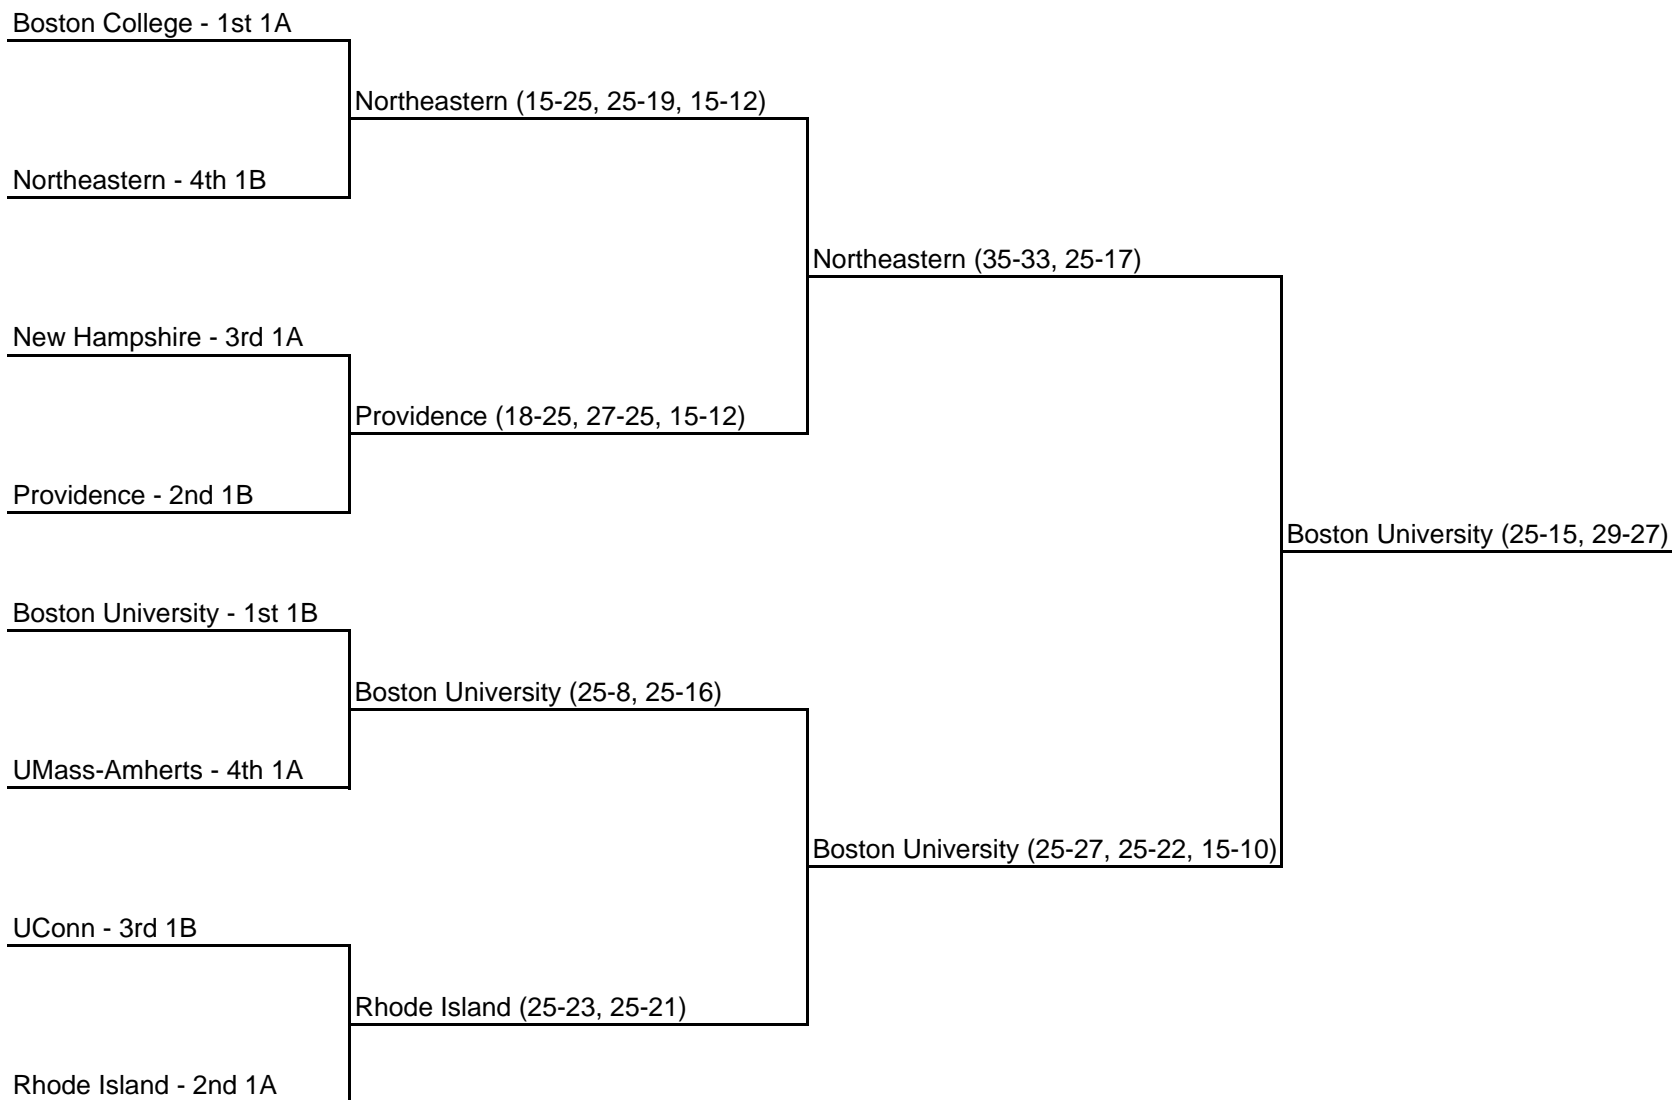 Boston College - 1st 1A
Northeastern (15-25, 25-19, 15-12)
Northeastern - 4th 1B
Northeastern (35-33, 25-17)
New Hampshire - 3rd 1A
Providence (18-25, 27-25, 15-12)
Providence - 2nd 1B
Boston University (25-15, 29-27)
Boston University - 1st 1B
Boston University (25-8, 25-16)
UMass-Amherts - 4th 1A
Boston University (25-27, 25-22, 15-10)
UConn - 3rd 1B
Rhode Island (25-23, 25-21)
Rhode Island - 2nd 1A